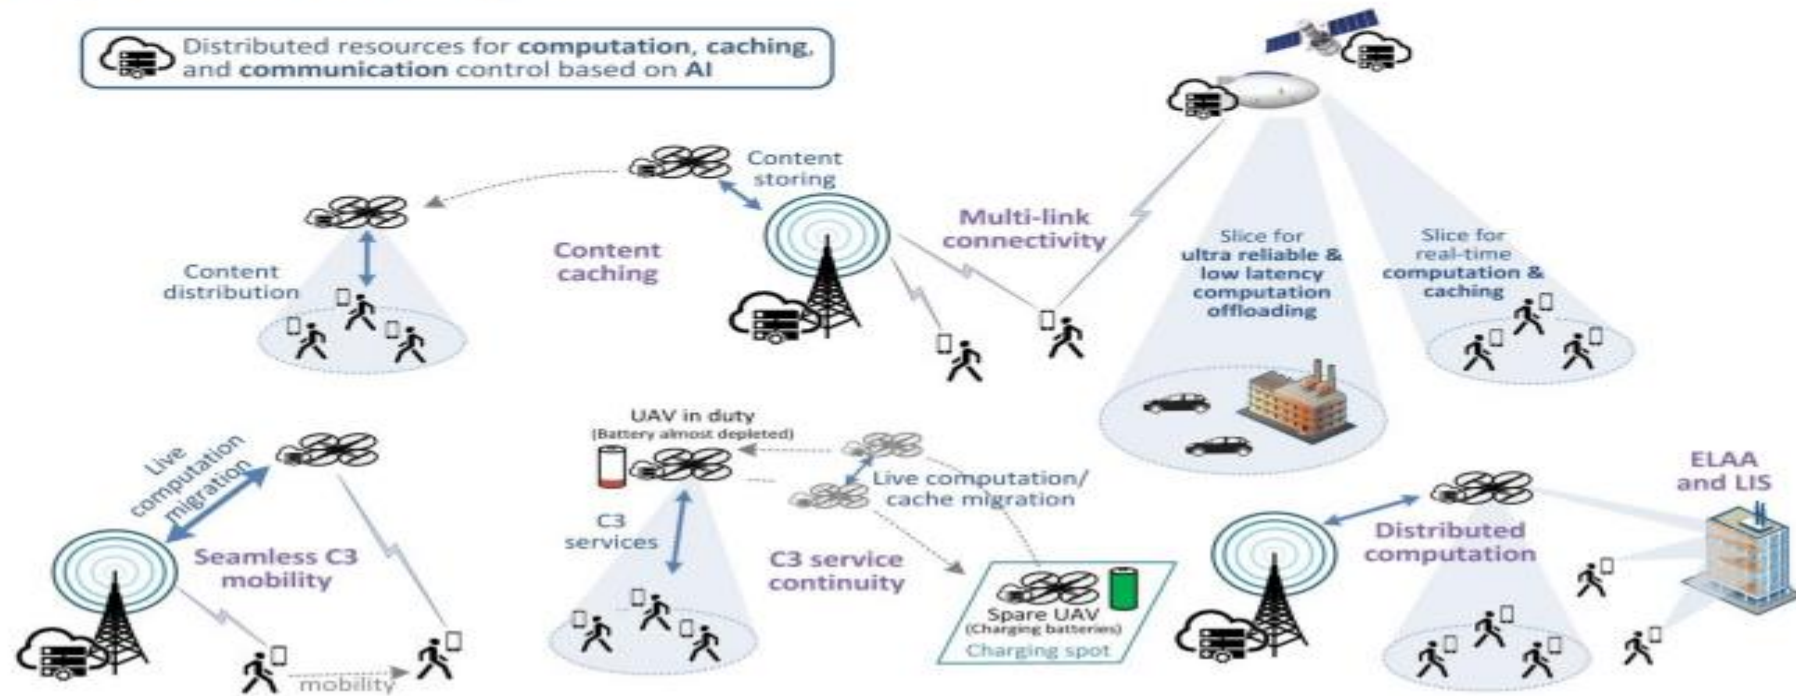 Distributed resources for computation, caching,
and communication control based on AI
Content
storing
Content
distribution
Content
caching
Multi-link
connectivity
Slice for
ultra reliable &
low latency
computation
offloading
Slice for
real-time
computation &
caching
Live
computation
migration
Seamless C3
mobility
mobility
UAV in duty
(Battery almost depleted)
Live computation/
cache migration
C3
services
C3 service
continuity
Spare UAV
(Charging batteries)
Charging spot
Distributed
computation
ELAA
and LIS